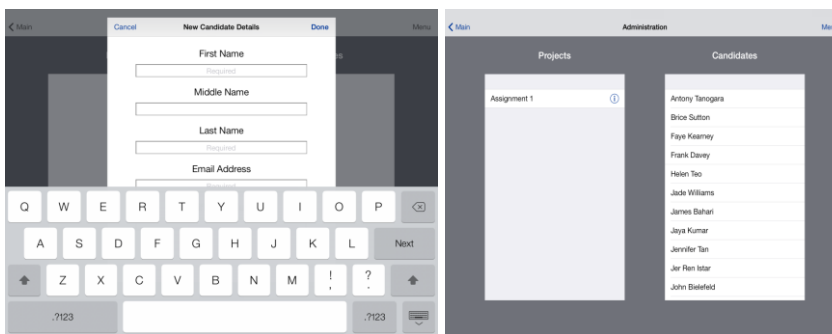 Main
Cancel New Candidate Details Done
Menu
First Name
Required
Middle Name
Last Name
Required
Email Address
Q W E R T Y U I O P
A S D F G H J K L Next
Z X C V B N M ! , ? .
.?123 .?123
Main Administration
Projects
Assignment 1
Candidates
Antony Tanogara
Brice Sutton
Faye Kearney
Frank Davey
Helen Teo
Jade Williams
James Bahari
Jaya Kumar
Jennifer Tan
Jer Ren Istar
John Bielefeld